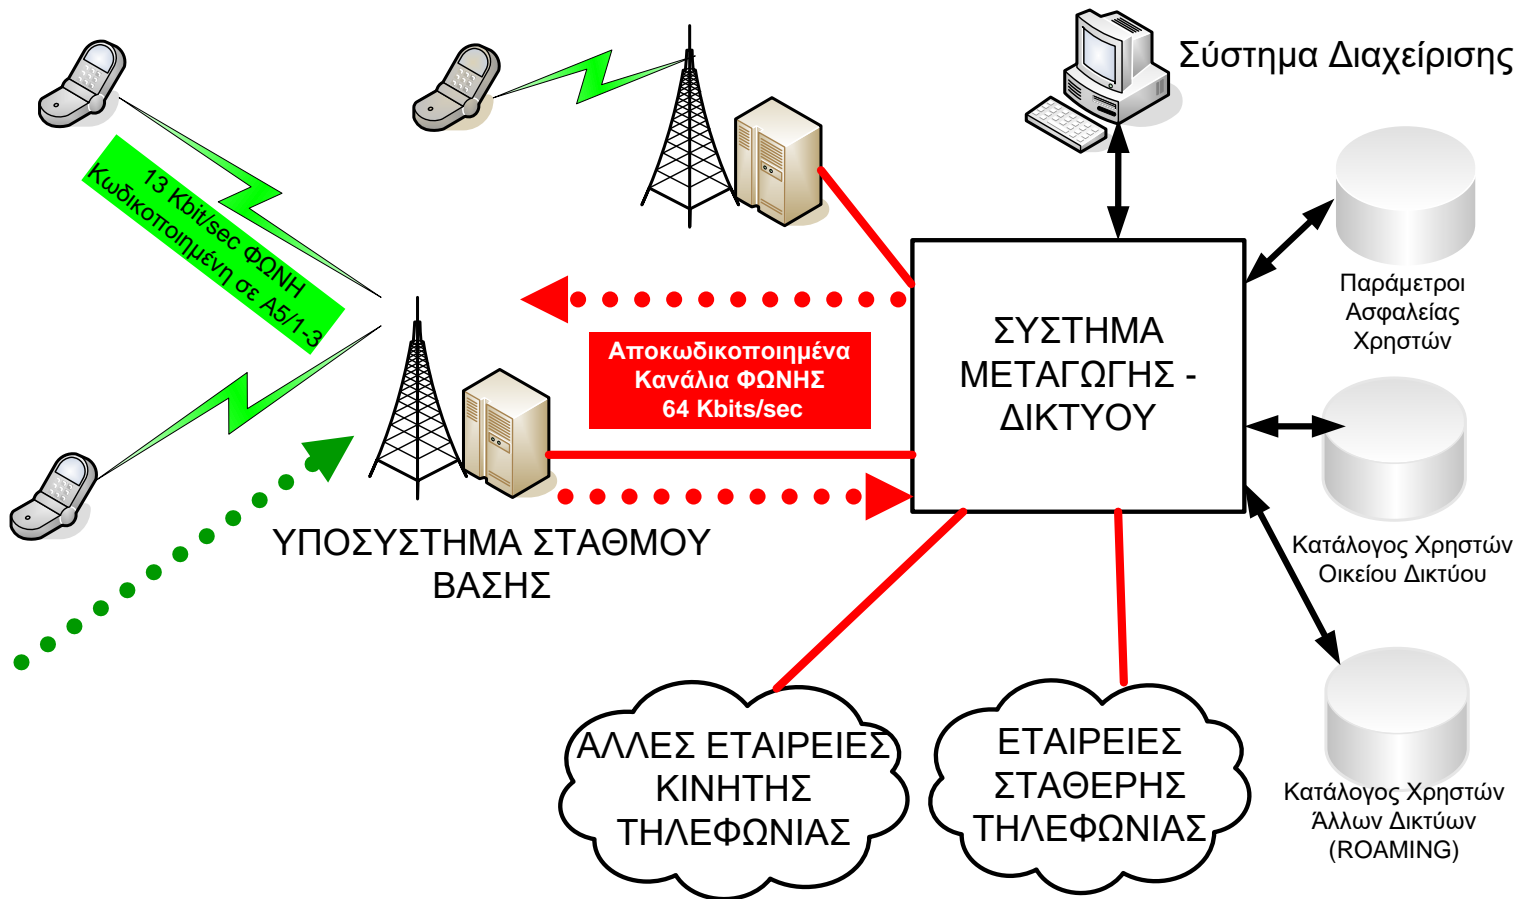 Σύστημα Διαχείρισης
13 Kbit/sec ΦΩΝΗ
Κωδικοποιημένη σε A5/1-3
Παράμετροι
Ασφαλείας
Χρηστών
Αποκωδικοποιημένα
Κανάλια ΦΩΝΗΣ
64 Kbits/sec
ΣΥΣΤΗΜΑ
ΜΕΤΑΓΩΓΗΣ -
ΔΙΚΤΥΟΥ
ΥΠΟΣΥΣΤΗΜΑ ΣΤΑΘΜΟΥ
ΒΑΣΗΣ
Κατάλογος Χρηστών
Οικείου Δικτύου
ΑΛΛΕΣ ΕΤΑΙΡΕΙΕΣ
ΚΙΝΗΤΗΣ
ΤΗΛΕΦΩΝΙΑΣ
ΕΤΑΙΡΕΙΕΣ
ΣΤΑΘΕΡΗΣ
ΤΗΛΕΦΩΝΙΑΣ
Κατάλογος Χρηστών
Άλλων Δικτύων
(ROAMING)